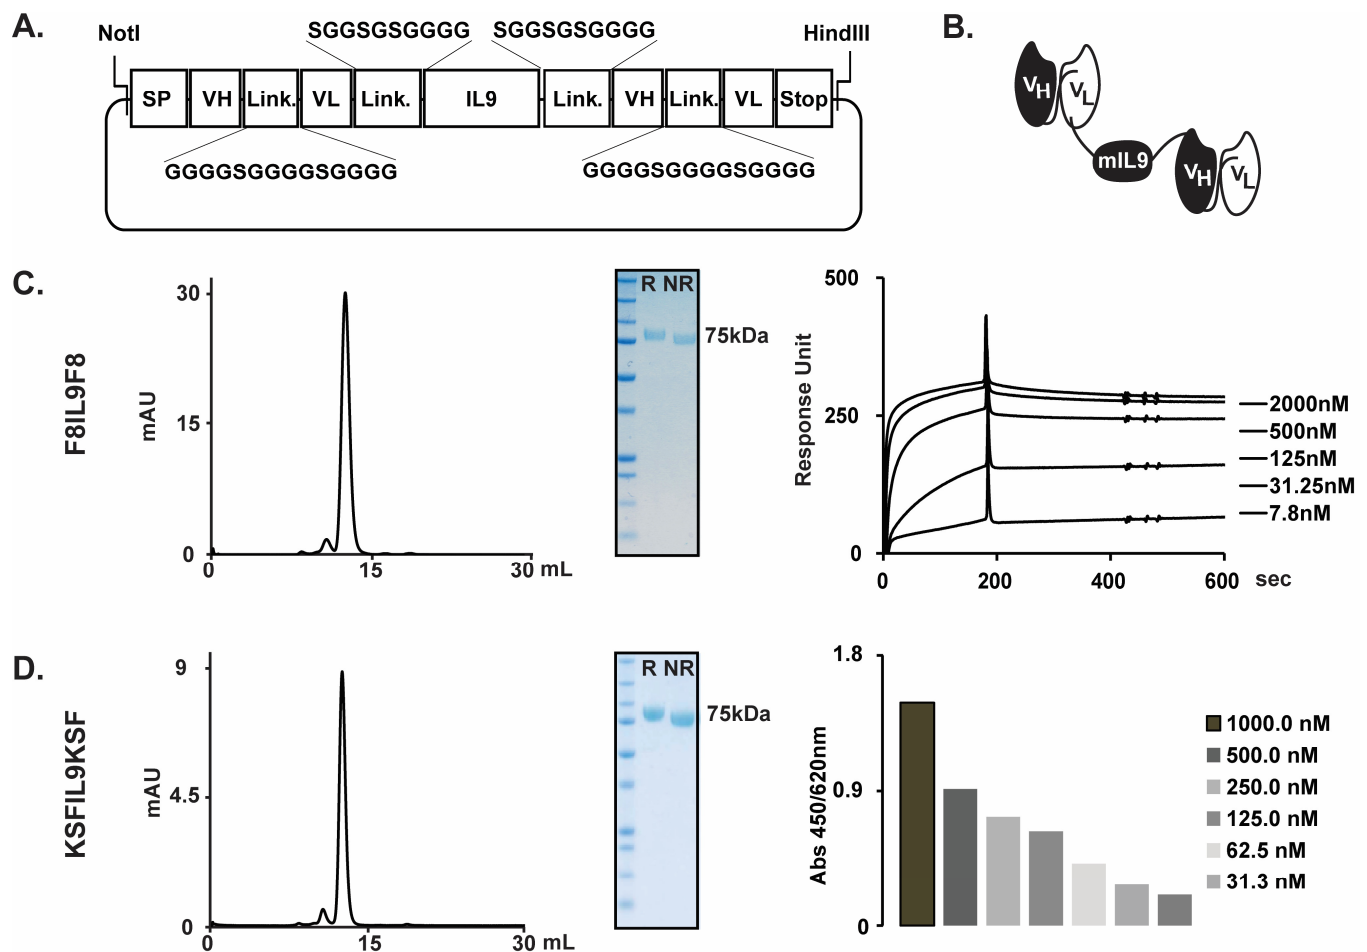 A.
NotI
SGGSGSGGGG
SGGSGSGGGG
HindIII
SP VH Link. VL Link. IL9 Link. VH Link. VL Stop
GGGGSGGGGSGGGG
GGGGSGGGGSGGGG
B.
VH
VL
mIL9
VH
VL
C.
F8IL9F8
mAU
30
15
0
0 15 30 mL
R NR
75kDa
Response Unit
500
250
0
0 200 400 600 sec
2000nM
500nM
125nM
31.25nM
7.8nM
D.
KSFIL9KSF
mAU
9
4.5
0
0 15 30 mL
R NR
75kDa
Abs 450/620nm
1.8
0.9
0
1000.0 nM
500.0 nM
250.0 nM
125.0 nM
62.5 nM
31.3 nM